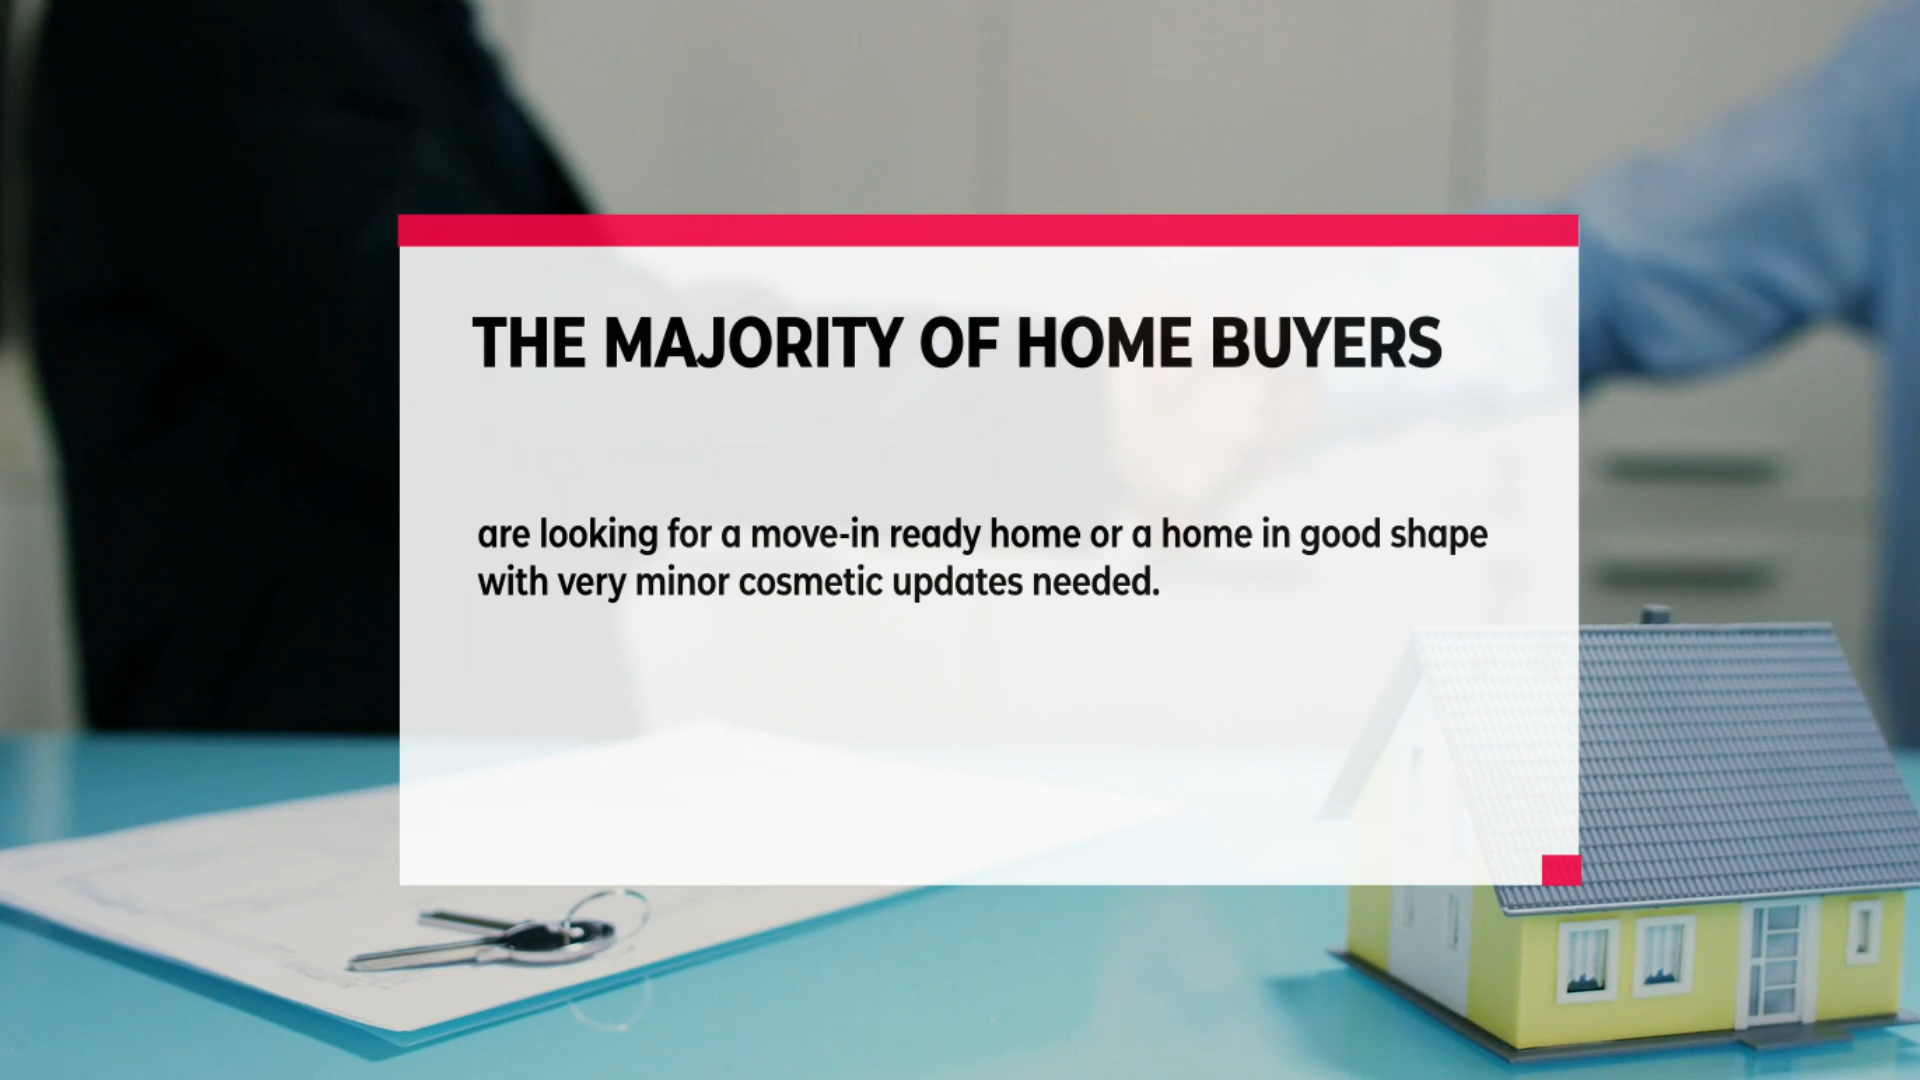 THE MAJORITY OF HOME BUYERS
are looking for a move-in ready home or a home in good shape
with very minor cosmetic updates needed.